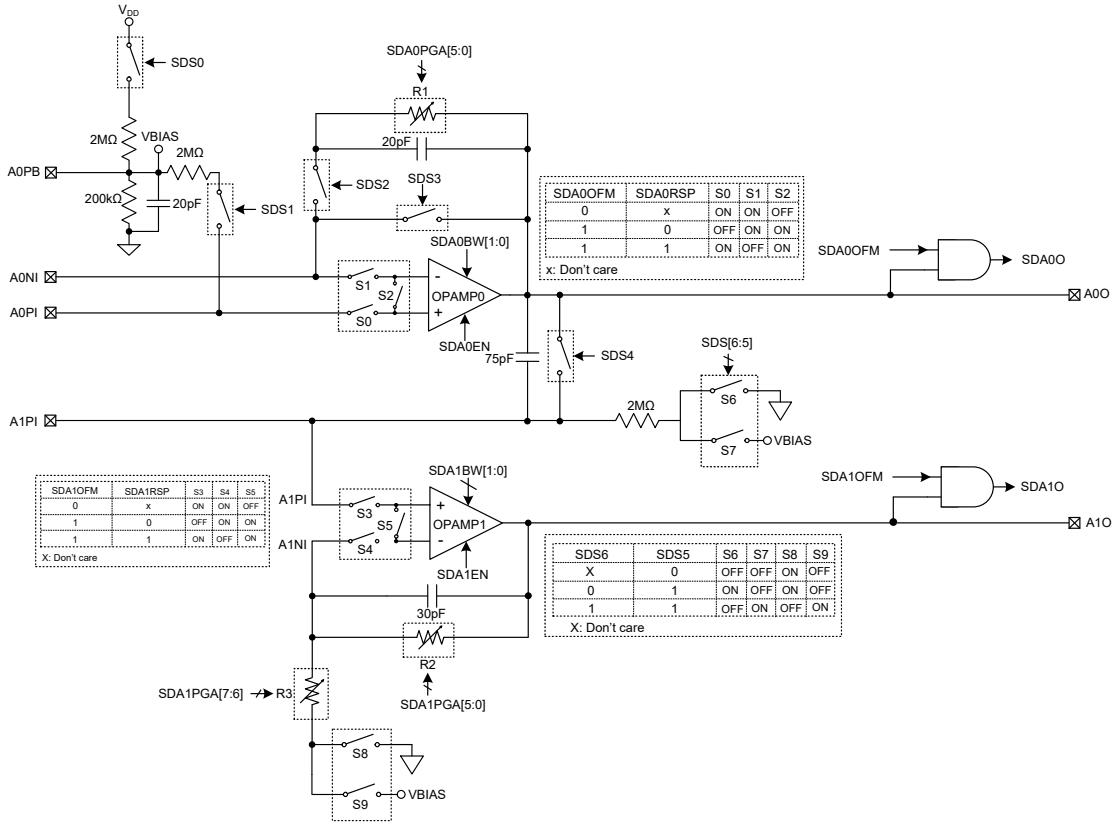 VDD
SDS0
SDA0PGA[5:0]
R1
2MΩ
VBIAS
2MΩ
20pF
A0PB
SDS2
SDS3
200kΩ
20pF
SDS1
SDA0OFM SDA0RSP S0 S1 S2
0 x ON ON OFF
1 0 OFF ON ON
1 1 ON OFF ON
x: Don't care
SDA0BW[1:0]
SDA0OFM
SDA0O
A0NI
S1
S2
-
OPAMP0
A0O
A0PI
S0
+
SDA0EN
75pF
SDS4
SDS[6:5]
S6
2MΩ
A1PI
S7
VBIAS
SDA1BW[1:0]
SDA1OFM
SDA1O
SDA1OFM SDA1RSP S3 S4 S5
0 x ON ON OFF
1 0 OFF ON ON
1 1 ON OFF ON
X: Don't care
A1PI
S3
S5
+
OPAMP1
A1O
A1NI
S4
-
SDA1EN
SDS6 SDS5 S6 S7 S8 S9
X 0 OFF OFF ON OFF
0 1 ON OFF ON OFF
1 1 OFF ON OFF ON
X: Don't care
30pF
R2
SDA1PGA[7:6]
R3
SDA1PGA[5:0]
S8
S9
VBIAS